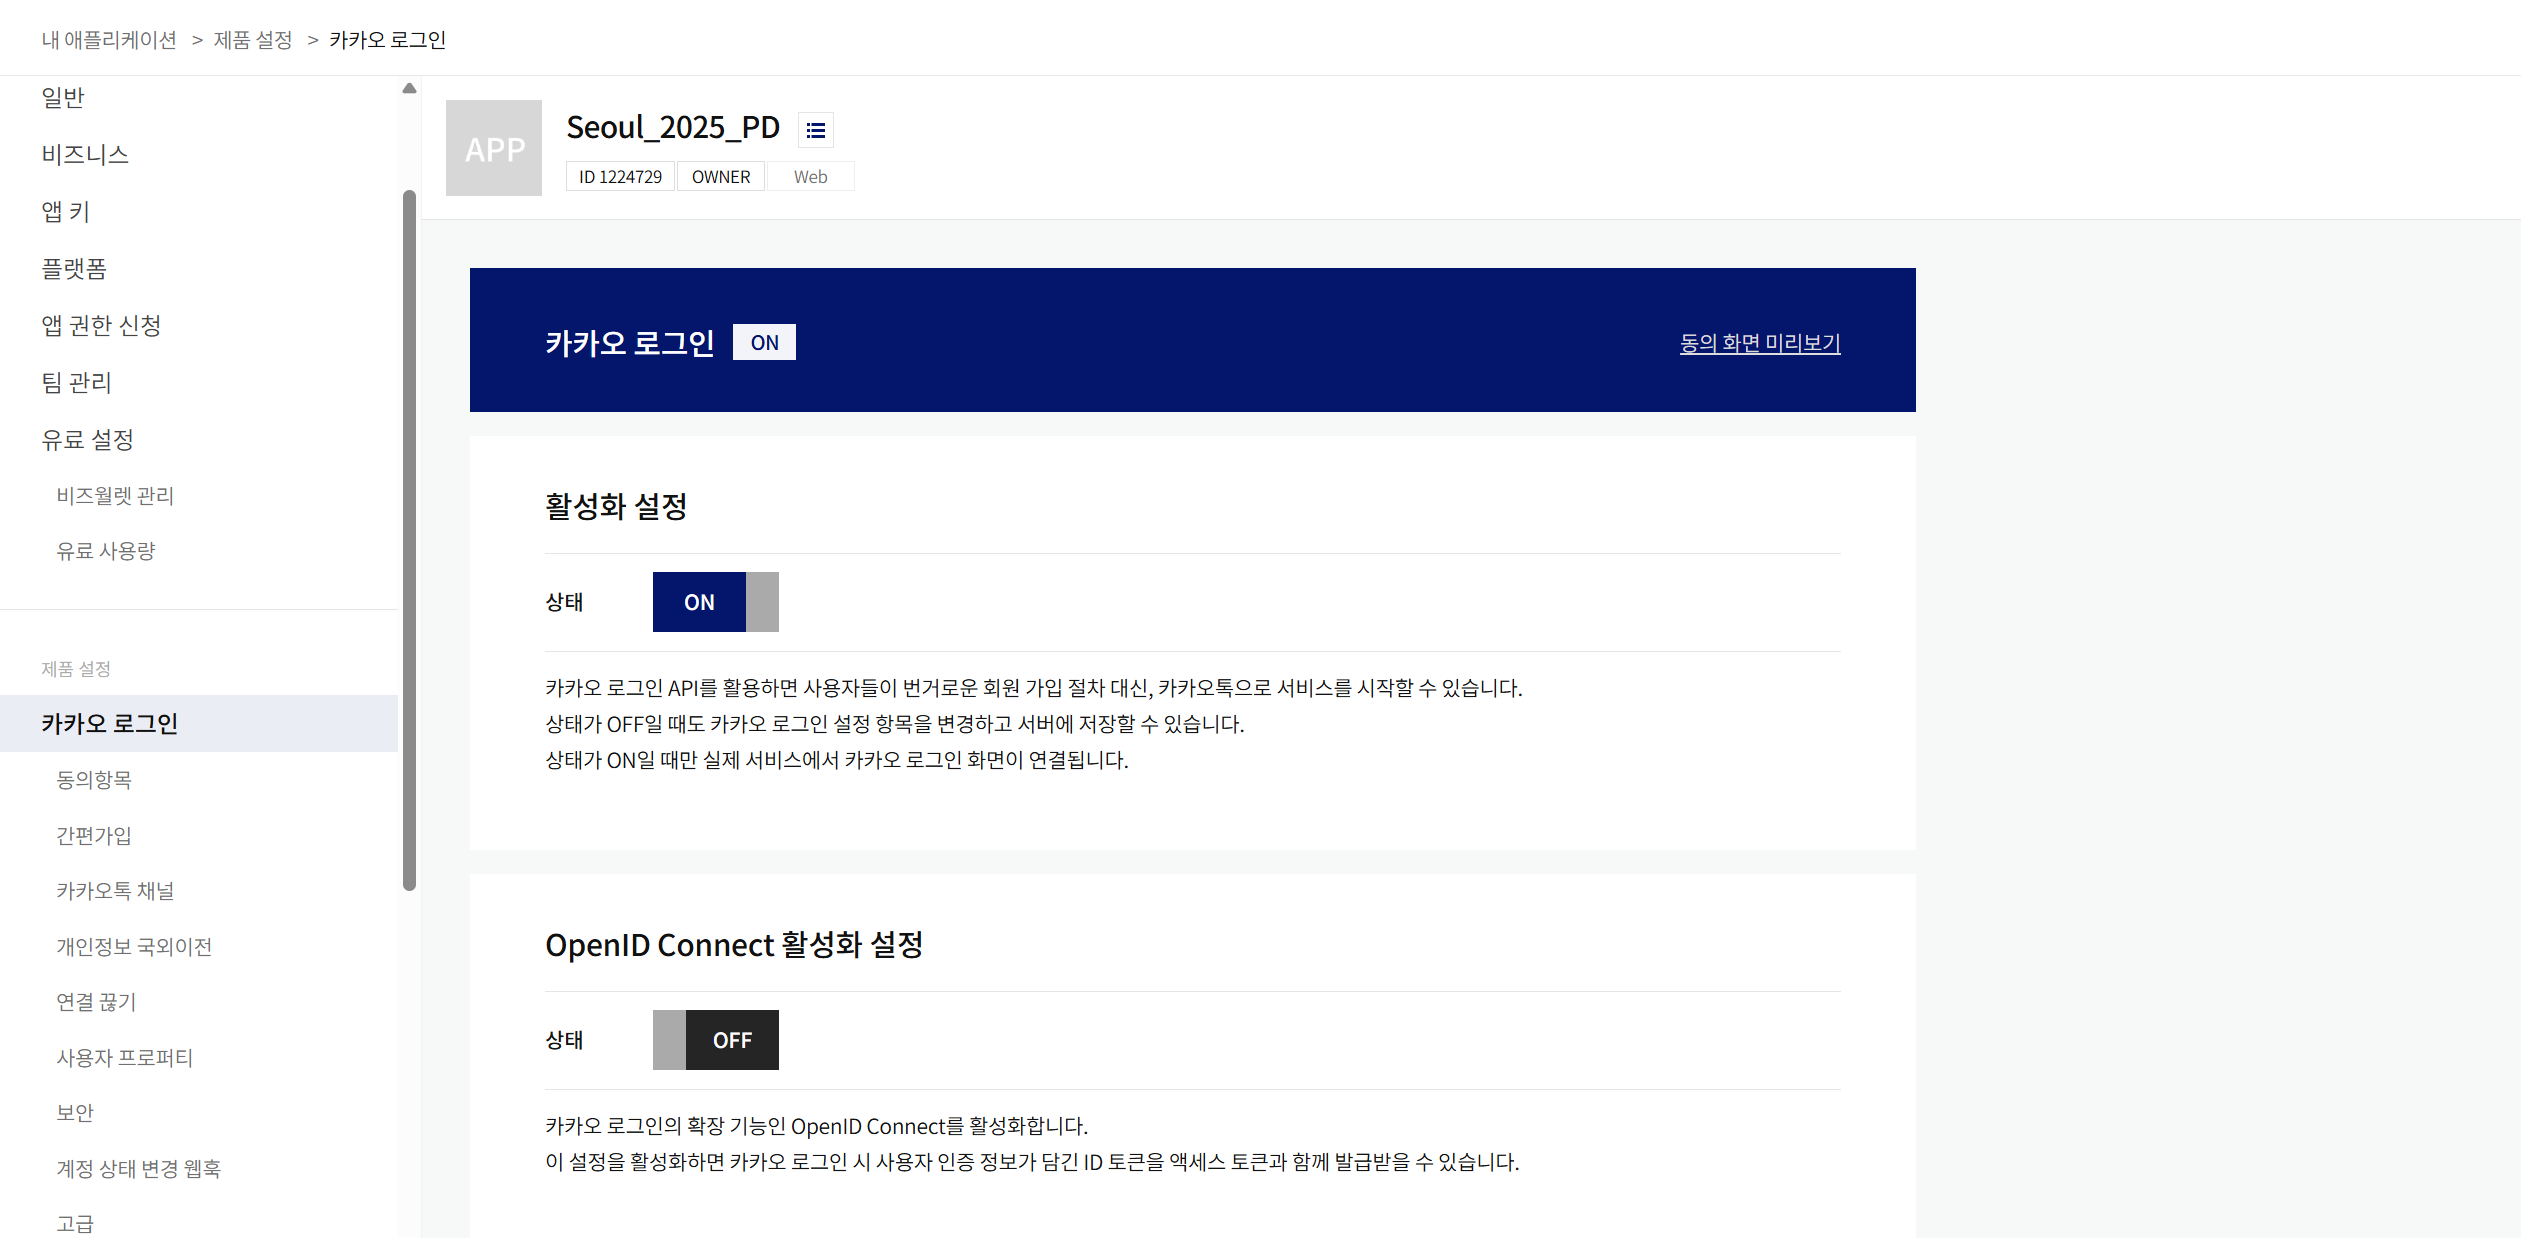 내 애플리케이션 > 제품 설정 > 카카오 로그인
일반
비즈니스
앱 키
플랫폼
앱 권한 신청
팀 관리
유료 설정
비즈월렛 관리
유료 사용량
제품 설정
카카오 로그인
동의항목
간편가입
카카오톡 채널
개인정보 국외이전
연결 끊기
사용자 프로퍼티
보안
계정 상태 변경 웹훅
고급
APP
Seoul_2025_PD
ID 1224729 OWNER Web
카카오 로그인 ON 동의 화면 미리보기
활성화 설정
상태 ON
카카오 로그인 API를 활용하면 사용자들이 번거로운 회원 가입 절차 대신, 카카오톡으로 서비스를 시작할 수 있습니다.
상태가 OFF일 때도 카카오 로그인 설정 항목을 변경하고 서버에 저장할 수 있습니다.
상태가 ON일 때만 실제 서비스에서 카카오 로그인 화면이 연결됩니다.
OpenID Connect 활성화 설정
상태 OFF
카카오 로그인의 확장 기능인 OpenID Connect를 활성화합니다.
이 설정을 활성화하면 카카오 로그인 시 사용자 인증 정보가 담긴 ID 토큰을 액세스 토큰과 함께 발급받을 수 있습니다.